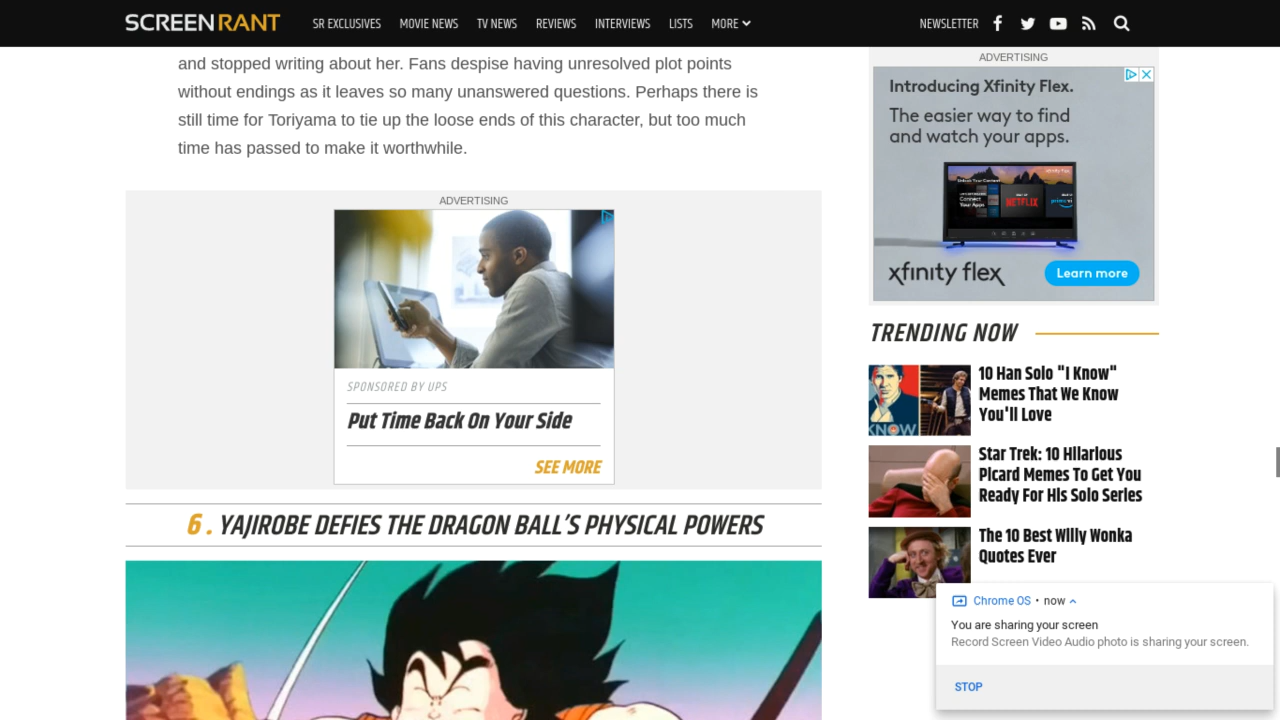 SCREENRANT SR EXCLUSIVES MOVIE NEWS TV NEWS REVIEWS INTERVIEWS LISTS MORE NEWSLETTER
and stopped writing about her. Fans despise having unresolved plot points
without endings as it leaves so many unanswered questions. Perhaps there is
still time for Toriyama to tie up the loose ends of this character, but too much
time has passed to make it worthwhile.
ADVERTISING
SPONSORED BY UPS
Put Time Back On Your Side
SEE MORE
6 . YAJIROBE DEFIES THE DRAGON BALL’S PHYSICAL POWERS
ADVERTISING
Introducing Xfinity Flex.
The easier way to find
and watch your apps.
NETFLIX
xfinity flex Learn more
TRENDING NOW
KNOW
10 Han Solo "I Know"
Memes That We Know
You'll Love
Star Trek: 10 Hilarious
Picard Memes To Get You
Ready For His Solo Series
The 10 Best Willy Wonka
Quotes Ever
Chrome OS • now
You are sharing your screen
Record Screen Video Audio photo is sharing your screen.
STOP